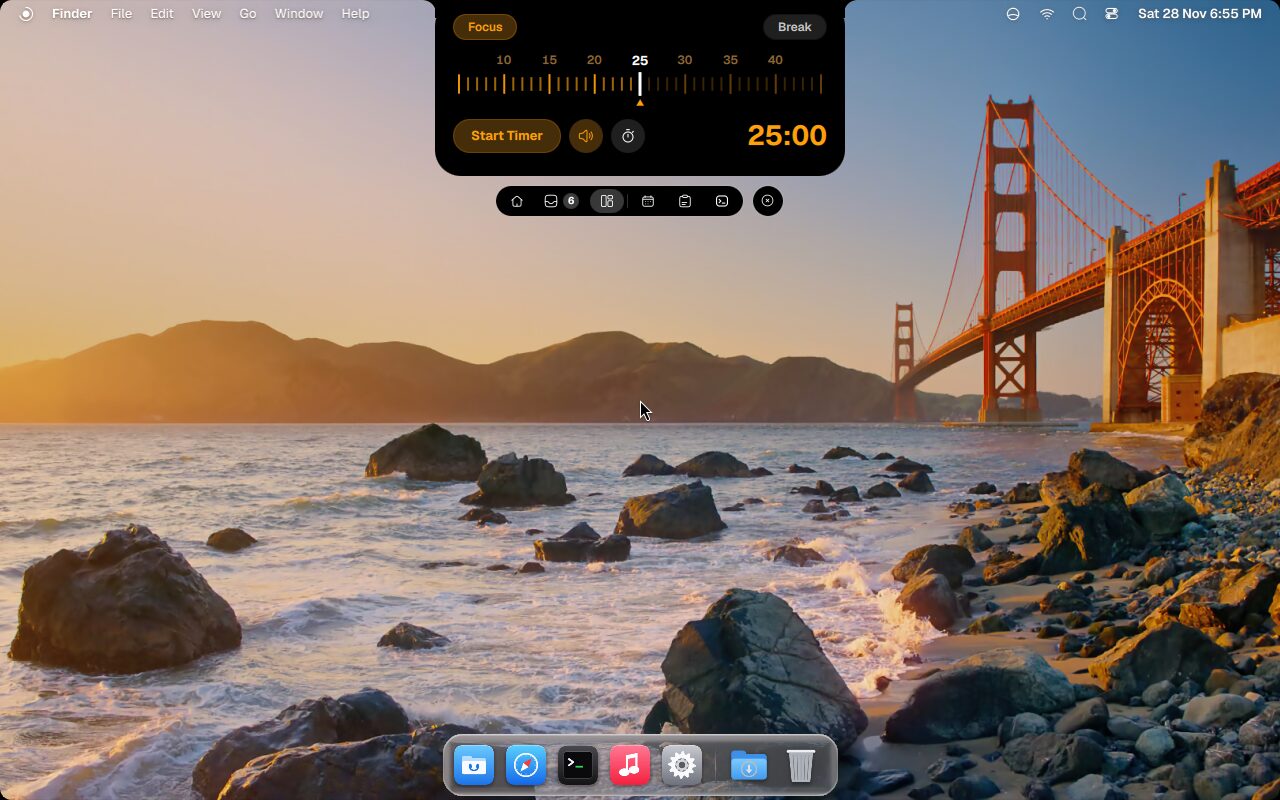 Finder File Edit View Go Window Help
Sat 28 Nov 6:55 PM
Focus
Break
10 15 20 25 30 35 40
Start Timer
25:00
6